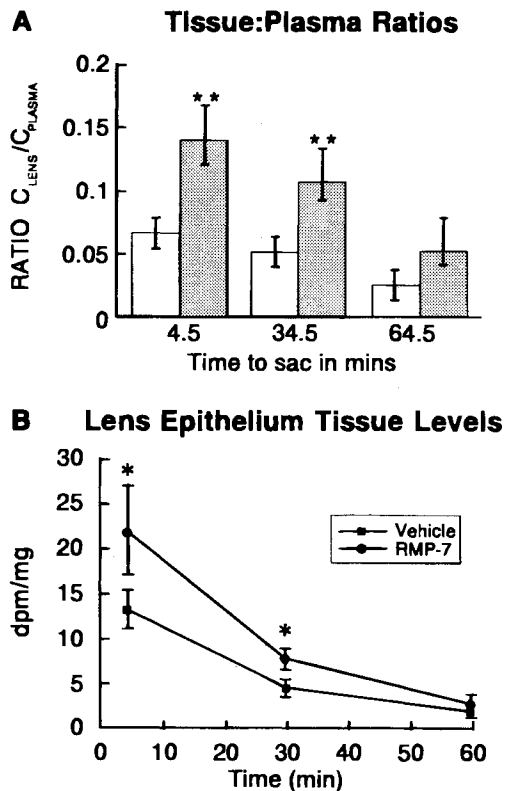 A Tissue:Plasma Ratios
0.2
0.15
0.1
0.05
0
RATIO CLENS/CPLASMA
** **
4.5 34.5 64.5
Time to sac in mins
B Lens Epithelium Tissue Levels
30
25
20
15
10
5
0
dpm/mg
* *
Vehicle
RMP-7
0 10 20 30 40 50 60
Time (min)